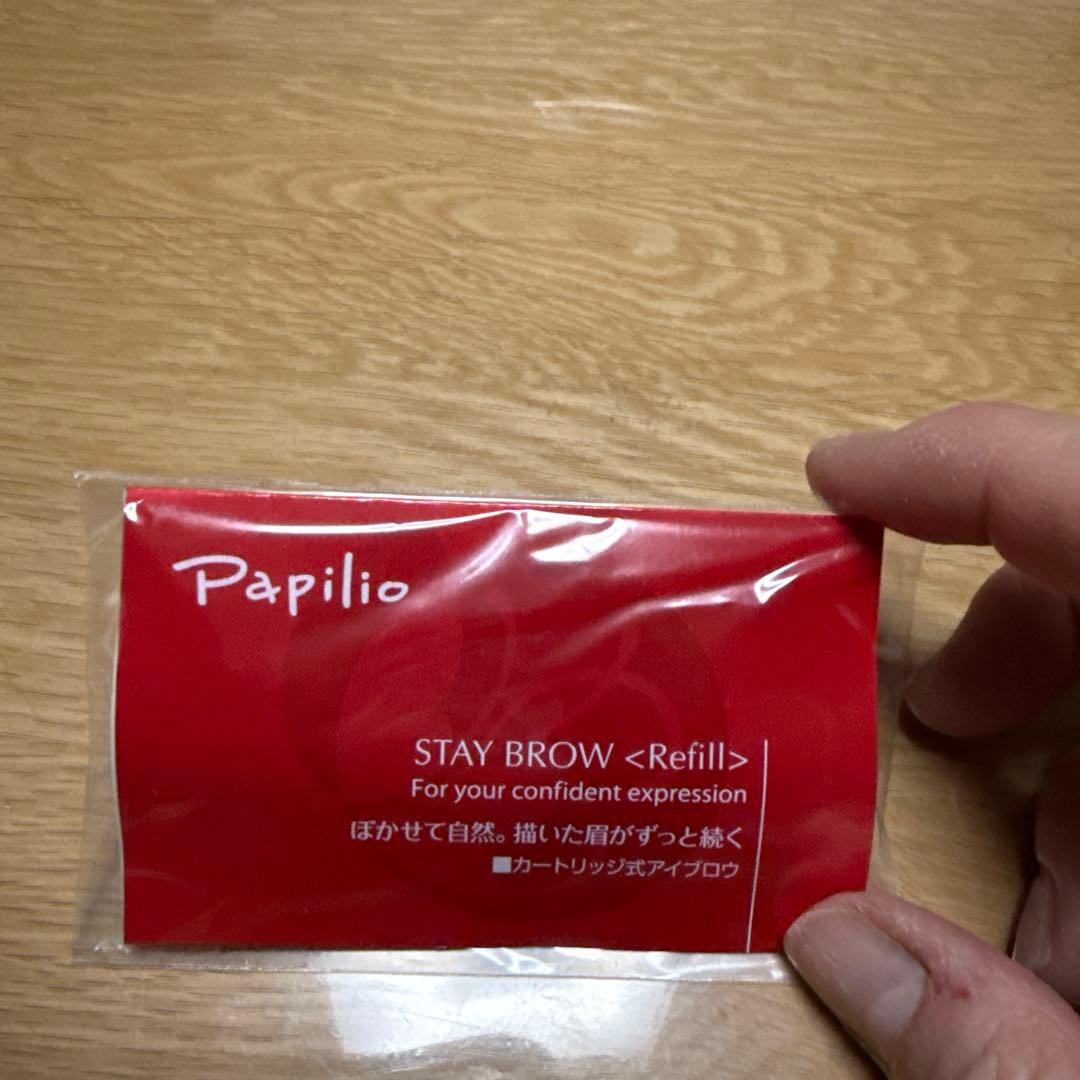 Papilio
STAY BROW <Refill>
For your confident expression
ぼかせて自然。描いた眉がずっと続く
■カートリッジ式アイブロウ